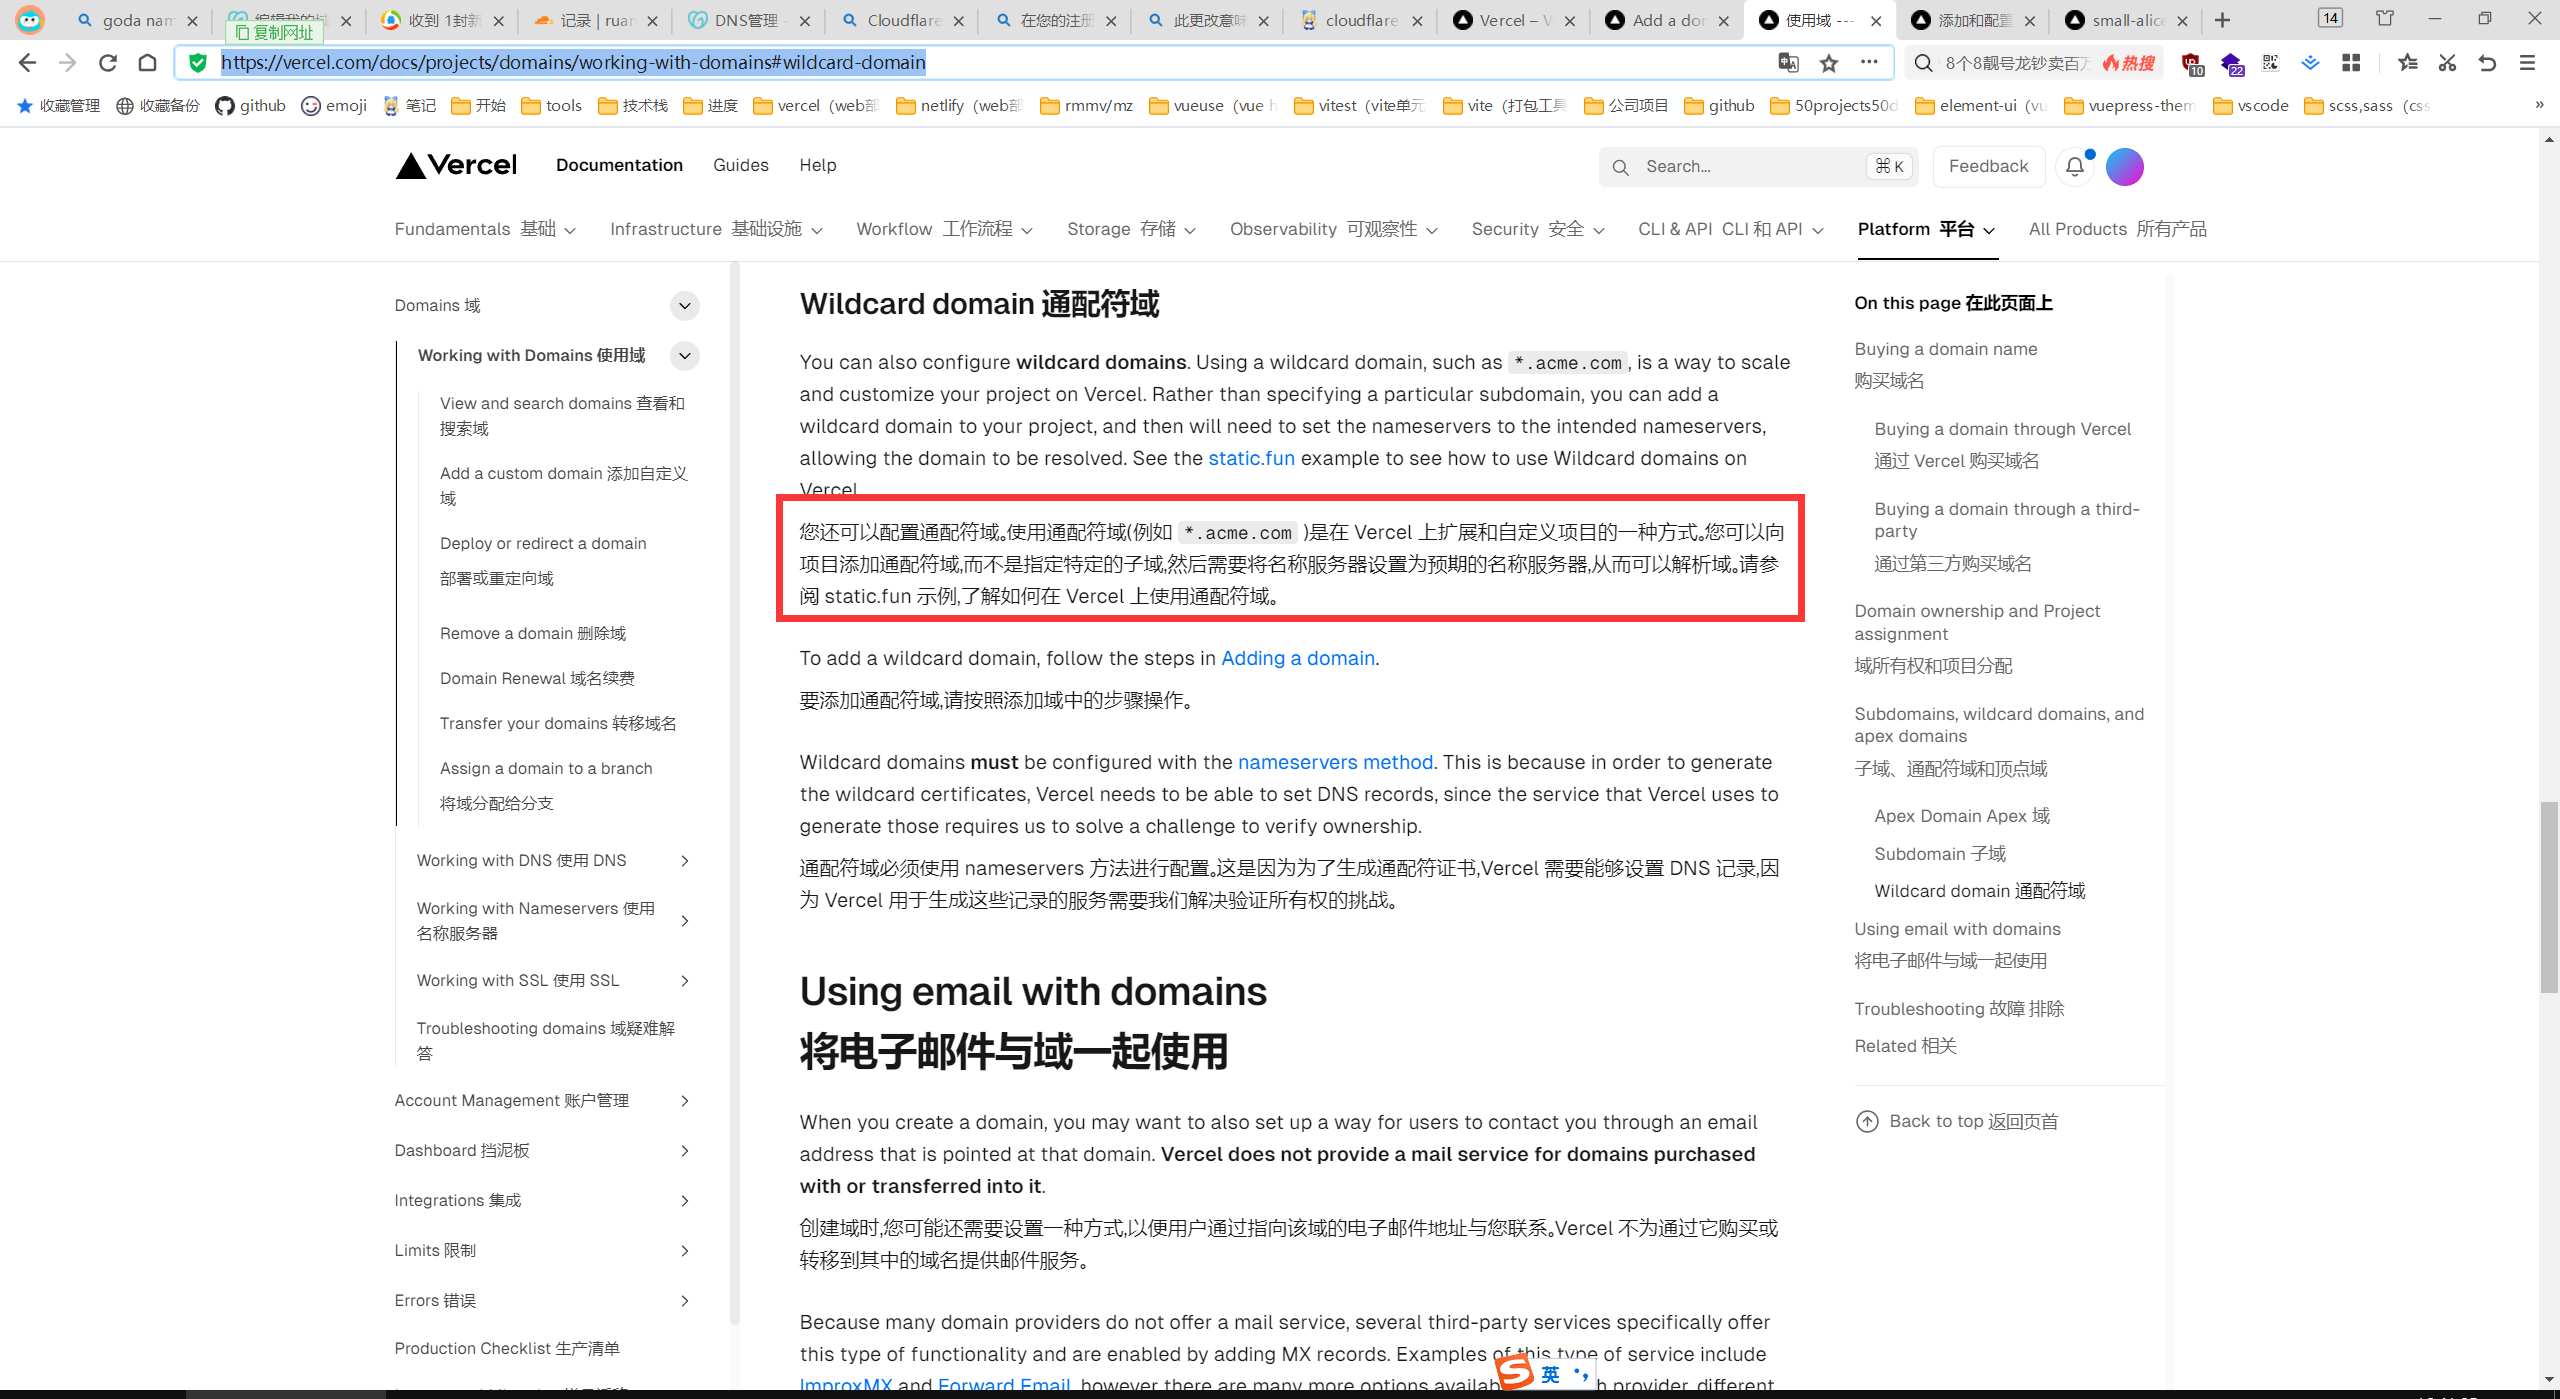 goda nam
编辑我的域
收到 1封新
记录 | ruan
DNS管理 -
Cloudflare
在您的注册
此更改意味
cloudflare
Vercel – V
Add a dor
使用域 ---
添加和配置
small-alice
14
复制网址
https://vercel.com/docs/projects/domains/working-with-domains#wildcard-domain
8个8靓号龙钞卖百万
热搜
10
22
收藏管理
收藏备份
github
emoji
笔记
开始
tools
技术栈
进度
vercel（web部
netlify（web部
rmmv/mz
vueuse（vue h
vitest（vite单元
vite（打包工具
公司项目
github
50projects50d
element-ui（vu
vuepress-them
vscode
scss,sass（css
»
Vercel
Documentation
Guides
Help
Search...
⌘ K
Feedback
Fundamentals 基础
Infrastructure 基础设施
Workflow 工作流程
Storage 存储
Observability 可观察性
Security 安全
CLI & API CLI 和 API
Platform 平台
All Products 所有产品
Domains 域
Working with Domains 使用域
View and search domains 查看和
搜索域
Add a custom domain 添加自定义
域
Deploy or redirect a domain
部署或重定向域
Remove a domain 删除域
Domain Renewal 域名续费
Transfer your domains 转移域名
Assign a domain to a branch
将域分配给分支
Working with DNS 使用 DNS
Working with Nameservers 使用
名称服务器
Working with SSL 使用 SSL
Troubleshooting domains 域疑难解
答
Account Management 账户管理
Dashboard 挡泥板
Integrations 集成
Limits 限制
Errors 错误
Production Checklist 生产清单
Wildcard domain 通配符域
You can also configure wildcard domains. Using a wildcard domain, such as *.acme.com, is a way to scale
and customize your project on Vercel. Rather than specifying a particular subdomain, you can add a
wildcard domain to your project, and then will need to set the nameservers to the intended nameservers,
allowing the domain to be resolved. See the static.fun example to see how to use Wildcard domains on
Vercel
您还可以配置通配符域。使用通配符域(例如 *.acme.com )是在 Vercel 上扩展和自定义项目的一种方式。您可以向
项目添加通配符域,而不是指定特定的子域,然后需要将名称服务器设置为预期的名称服务器,从而可以解析域。请参
阅 static.fun 示例,了解如何在 Vercel 上使用通配符域。
To add a wildcard domain, follow the steps in Adding a domain.
要添加通配符域,请按照添加域中的步骤操作。
Wildcard domains must be configured with the nameservers method. This is because in order to generate
the wildcard certificates, Vercel needs to be able to set DNS records, since the service that Vercel uses to
generate those requires us to solve a challenge to verify ownership.
通配符域必须使用 nameservers 方法进行配置。这是因为为了生成通配符证书,Vercel 需要能够设置 DNS 记录,因
为 Vercel 用于生成这些记录的服务需要我们解决验证所有权的挑战。
Using email with domains
将电子邮件与域一起使用
When you create a domain, you may want to also set up a way for users to contact you through an email
address that is pointed at that domain. Vercel does not provide a mail service for domains purchased
with or transferred into it.
创建域时,您可能还需要设置一种方式,以便用户通过指向该域的电子邮件地址与您联系。Vercel 不为通过它购买或
转移到其中的域名提供邮件服务。
Because many domain providers do not offer a mail service, several third-party services specifically offer
this type of functionality and are enabled by adding MX records. Examples of this type of service include
ImproxMX and Forward Email, however there are many more options availab h provider, different
英
On this page 在此页面上
Buying a domain name
购买域名
Buying a domain through Vercel
通过 Vercel 购买域名
Buying a domain through a third-
party
通过第三方购买域名
Domain ownership and Project
assignment
域所有权和项目分配
Subdomains, wildcard domains, and
apex domains
子域、通配符域和顶点域
Apex Domain Apex 域
Subdomain 子域
Wildcard domain 通配符域
Using email with domains
将电子邮件与域一起使用
Troubleshooting 故障 排除
Related 相关
Back to top 返回页首